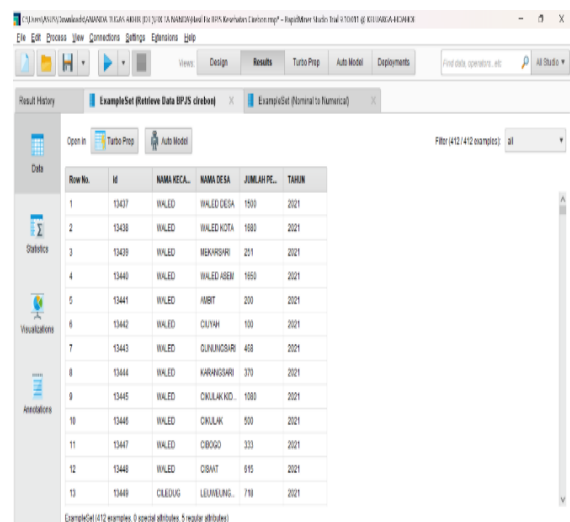 File Edit Process View Connections Settings Extensions Help
Views: Design Results Turbo Prep Auto Model Deployments Find data, operators...etc All Studio
Result History ExampleSet (Retrieve Data BPJS cirebon) ExampleSet (Nominal to Numerical)
Open in Turbo Prep Auto Model Filter (412 / 412 examples): all
Data
Statistics
Visualizations
Annotations
Row No. id NAMA KECA... NAMA DESA JUMLAH PE... TAHUN
1 13437 WALED WALED DESA 1500 2021
2 13438 WALED WALED KOTA 1680 2021
3 13439 WALED MEKARSARI 251 2021
4 13440 WALED WALED ASEM 1650 2021
5 13441 WALED AMBIT 200 2021
6 13442 WALED CIUYAH 100 2021
7 13443 WALED GUNUNGSARI 468 2021
8 13444 WALED KARANGSARI 370 2021
9 13445 WALED CIKULAK KID... 1080 2021
10 13446 WALED CIKULAK 500 2021
11 13447 WALED CIBOGO 333 2021
12 13448 WALED CISAAT 615 2021
13 13449 CILEDUG LEUWEUNG... 718 2021
ExampleSet (412 examples, 0 special attributes, 5 regular attributes)